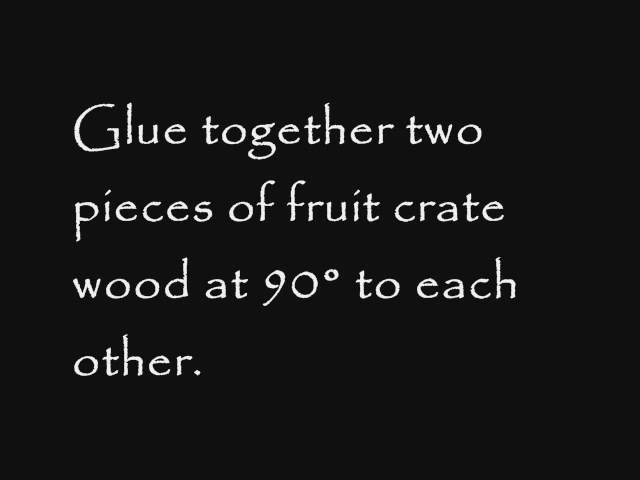 Glue together two
pieces of fruit crate
wood at 90° to each
other.